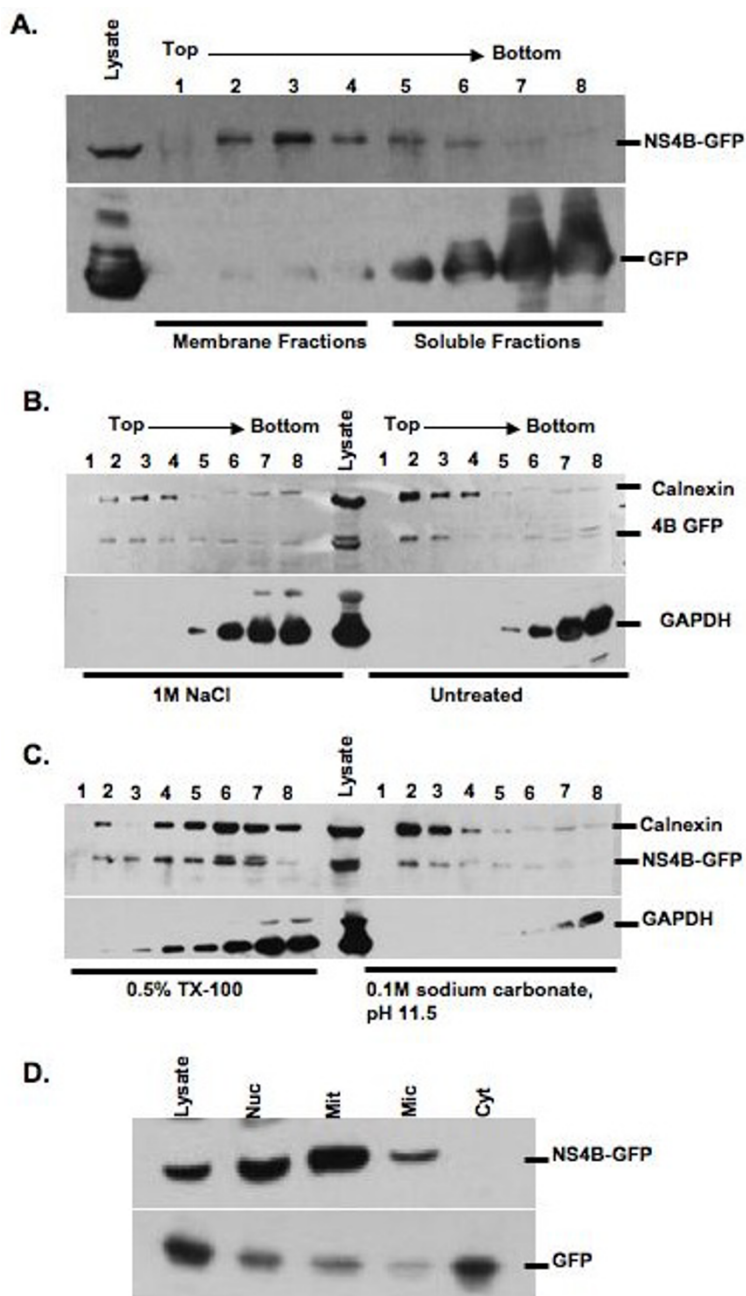 A.
Lysate
Top Bottom
1 2 3 4 5 6 7 8
NS4B-GFP
GFP
Membrane Fractions Soluble Fractions
B.
Top Bottom Lysate Top Bottom
1 2 3 4 5 6 7 8 1 2 3 4 5 6 7 8
Calnexin
4B GFP
GAPDH
1M NaCl Untreated
C.
Lysate
1 2 3 4 5 6 7 8 1 2 3 4 5 6 7 8
Calnexin
NS4B-GFP
GAPDH
0.5% TX-100 0.1M sodium carbonate,
pH 11.5
D.
Lysate Nuc Mit Mic Cyt
NS4B-GFP
GFP